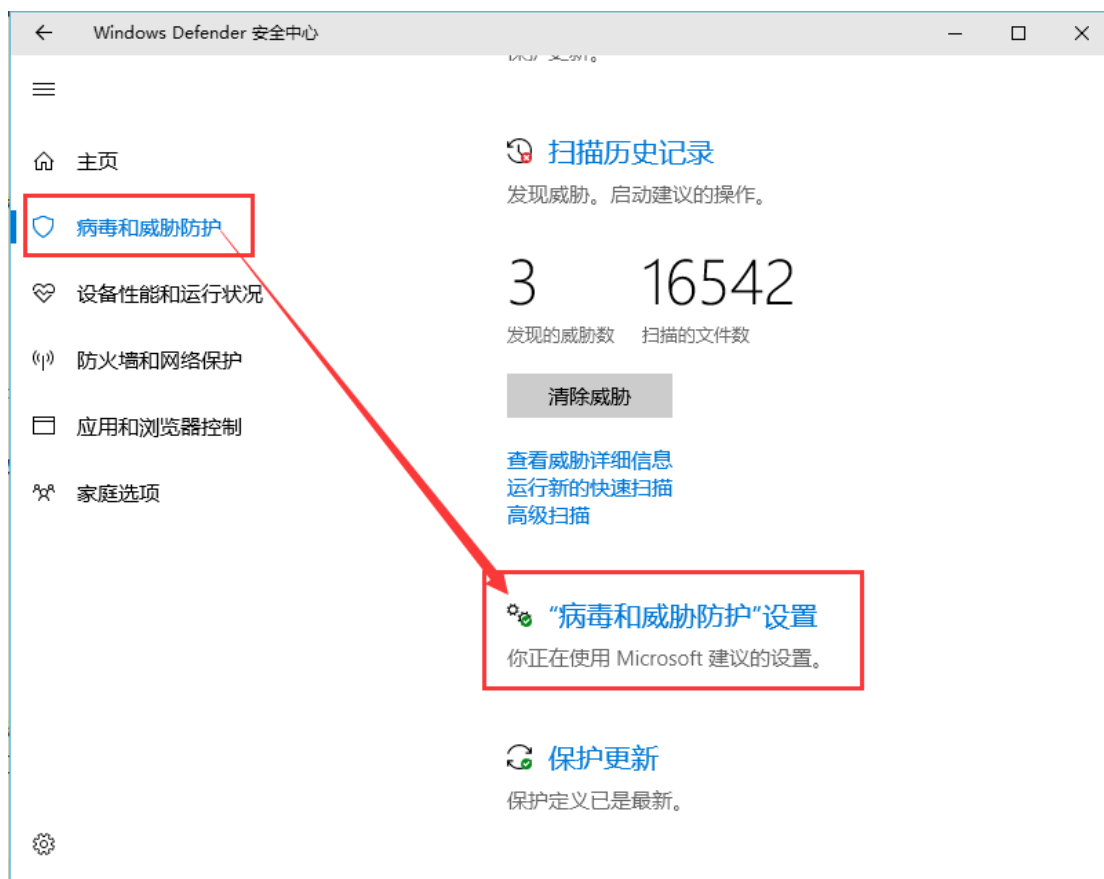 Windows Defender 安全中心
主页
病毒和威胁防护
设备性能和运行状况
防火墙和网络保护
应用和浏览器控制
家庭选项
保护更新。
扫描历史记录
发现威胁。启动建议的操作。
3 16542
发现的威胁数 扫描的文件数
清除威胁
查看威胁详细信息
运行新的快速扫描
高级扫描
“病毒和威胁防护”设置
你正在使用 Microsoft 建议的设置。
保护更新
保护定义已是最新。